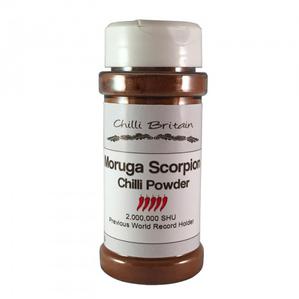 Chilli Britain
Moruga Scorpion
Chilli Powder
2,000,000 SHU
Previous World Record Holder